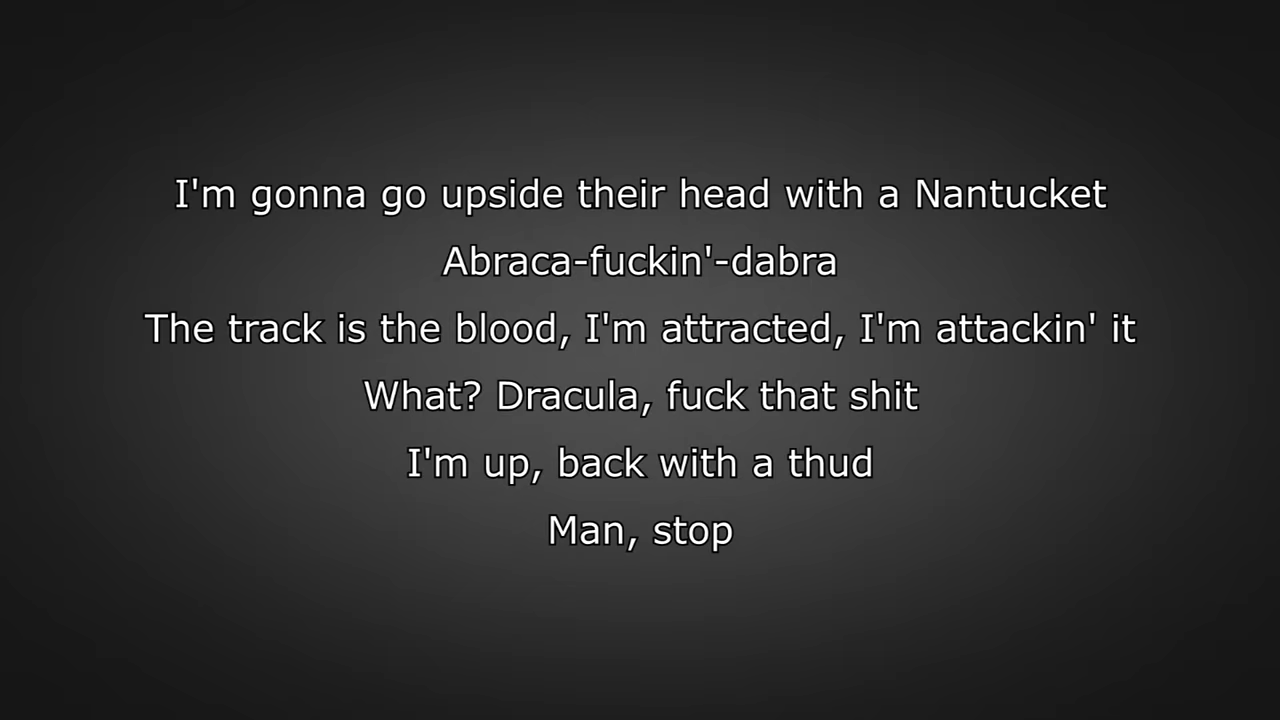 I'm gonna go upside their head with a Nantucket
Abraca-fuckin'-dabra
The track is the blood, I'm attracted, I'm attackin' it
What? Dracula, fuck that shit
I'm up, back with a thud
Man, stop